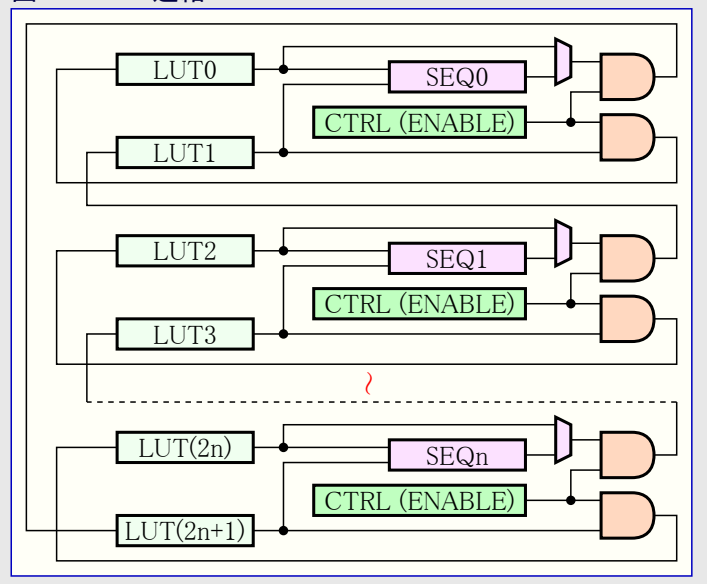 LUT0
SEQ0
CTRL (ENABLE)
LUT1
LUT2
SEQ1
CTRL (ENABLE)
LUT3
LUT(2n)
SEQn
CTRL (ENABLE)
LUT(2n+1)